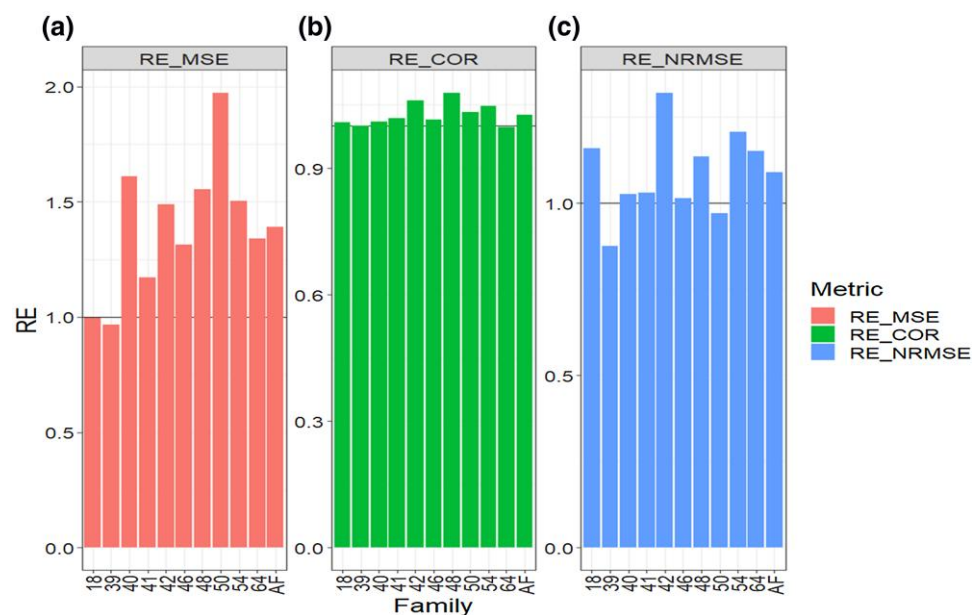 (a) (b) (c)
RE_MSE RE_COR RE_NRMSE
RE
2.0
1.5
1.0
0.5
0.0
0.9
0.6
0.3
0.0
1.0
0.5
0.0
18 39 40 41 42 46 48 50 54 64 AF
18 39 40 41 42 46 48 50 54 64 AF
18 39 40 41 42 46 48 50 54 64 AF
Family
Metric
RE_MSE
RE_COR
RE_NRMSE